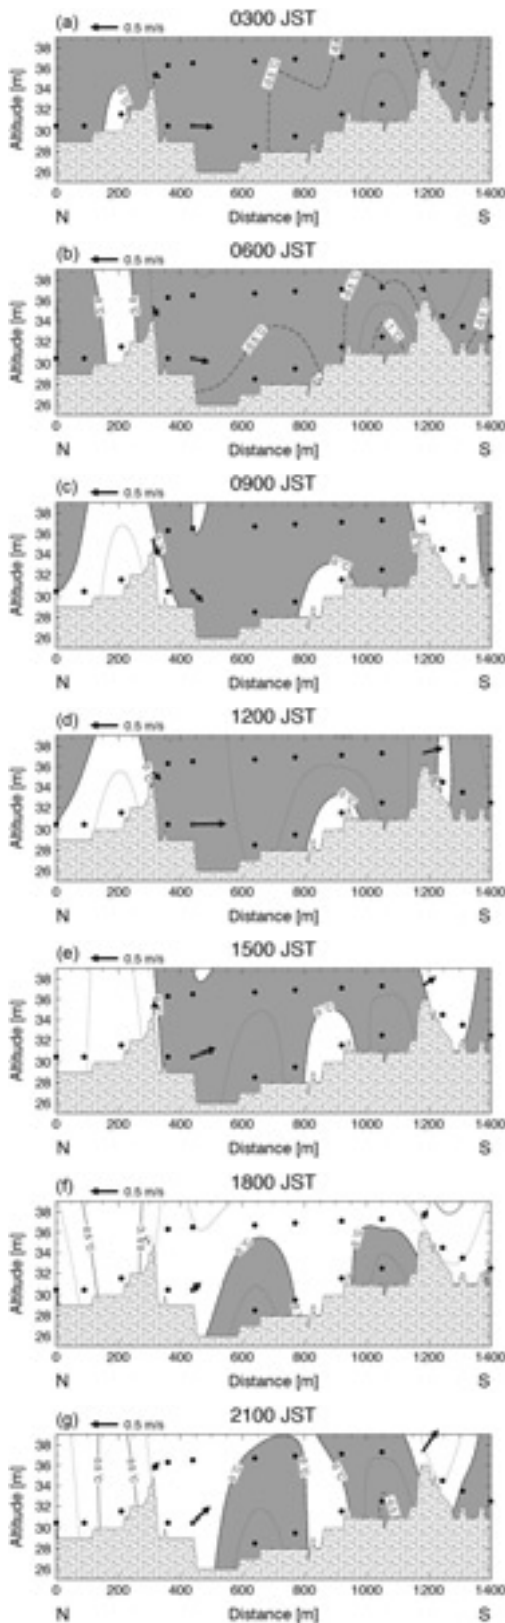 (a) 0300 JST
0.5 m/s
Altitude [m]
38
36
34
32
30
28
26
0 200 400 600 800 1000 1200 1400
N Distance [m] S
(b) 0600 JST
0.5 m/s
Altitude [m]
38
36
34
32
30
28
26
0 200 400 600 800 1000 1200 1400
N Distance [m] S
(c) 0900 JST
0.5 m/s
Altitude [m]
38
36
34
32
30
28
26
0 200 400 600 800 1000 1200 1400
N Distance [m] S
(d) 1200 JST
0.5 m/s
Altitude [m]
38
36
34
32
30
28
26
0 200 400 600 800 1000 1200 1400
N Distance [m] S
(e) 1500 JST
0.5 m/s
Altitude [m]
38
36
34
32
30
28
26
0 200 400 600 800 1000 1200 1400
N Distance [m] S
(f) 1800 JST
0.5 m/s
Altitude [m]
38
36
34
32
30
28
26
0 200 400 600 800 1000 1200 1400
N Distance [m] S
(g) 2100 JST
0.5 m/s
Altitude [m]
38
36
34
32
30
28
26
0 200 400 600 800 1000 1200 1400
N Distance [m] S